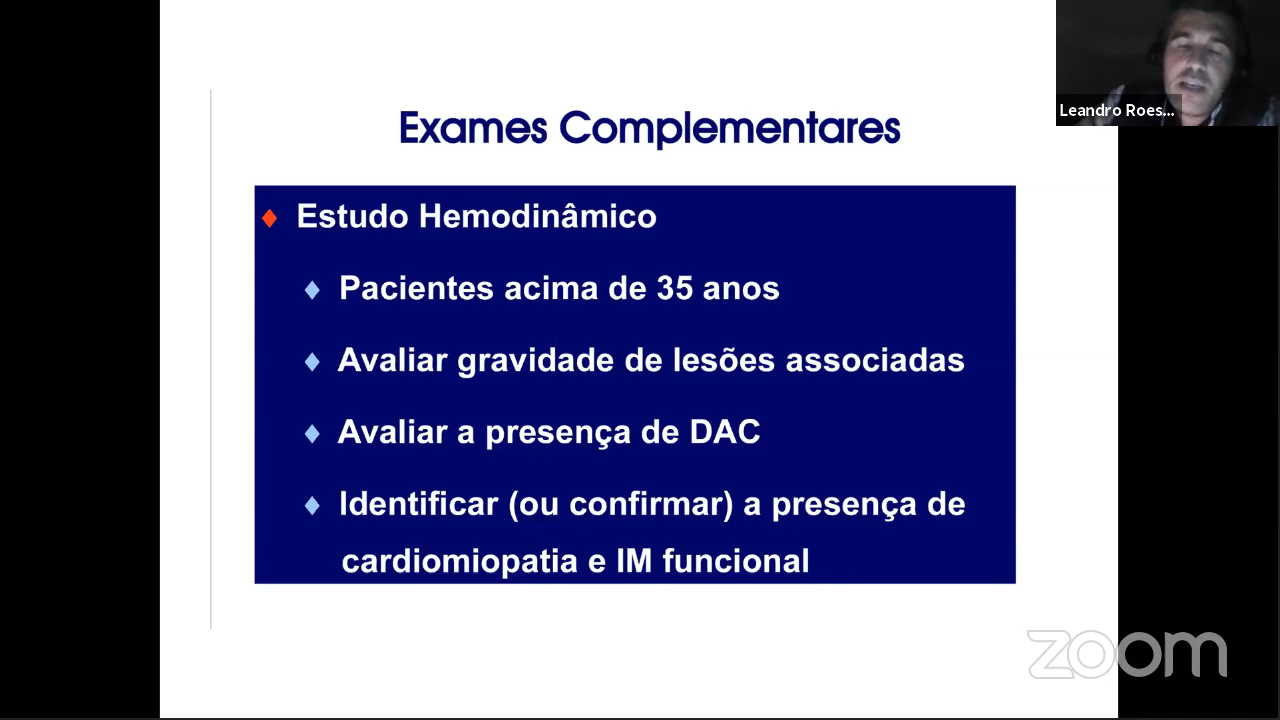 Exames Complementares
Leandro Roes...
Estudo Hemodinâmico
Pacientes acima de 35 anos
Avaliar gravidade de lesões associadas
Avaliar a presença de DAC
Identificar (ou confirmar) a presença de
cardiomiopatia e IM funcional
zoom